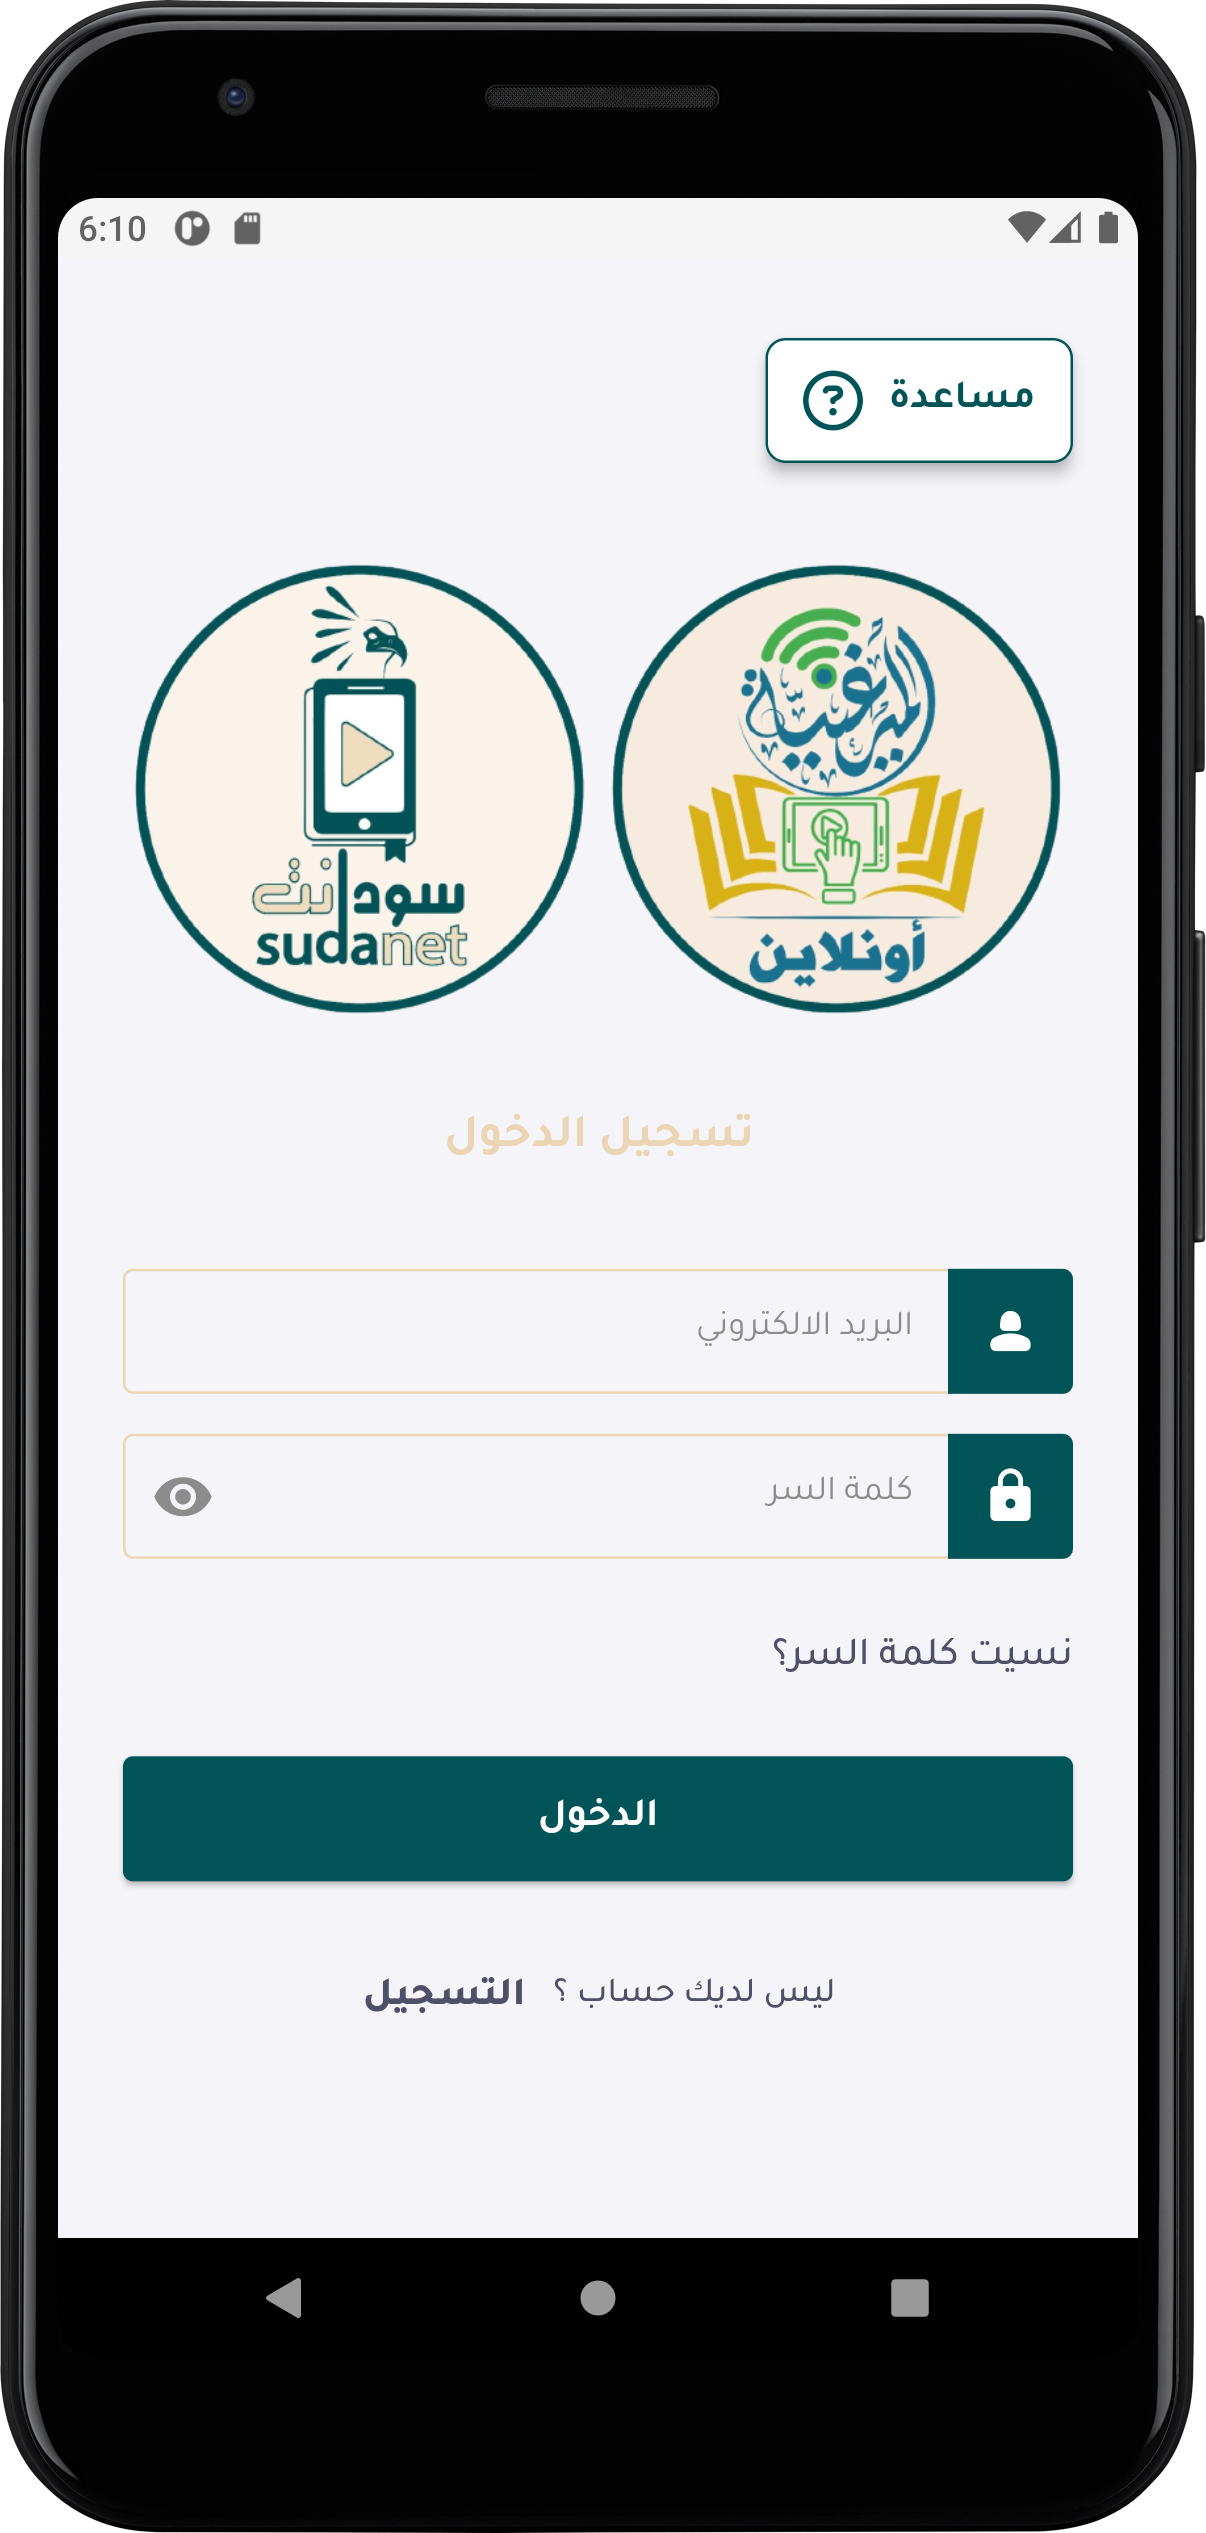 6:10
مساعدة
الميرغنية
أونلاين
سودانت
sudanet
تسجيل الدخول
البريد الالكتروني
كلمة السر
نسيت كلمة السر؟
الدخول
ليس لديك حساب ؟ التسجيل